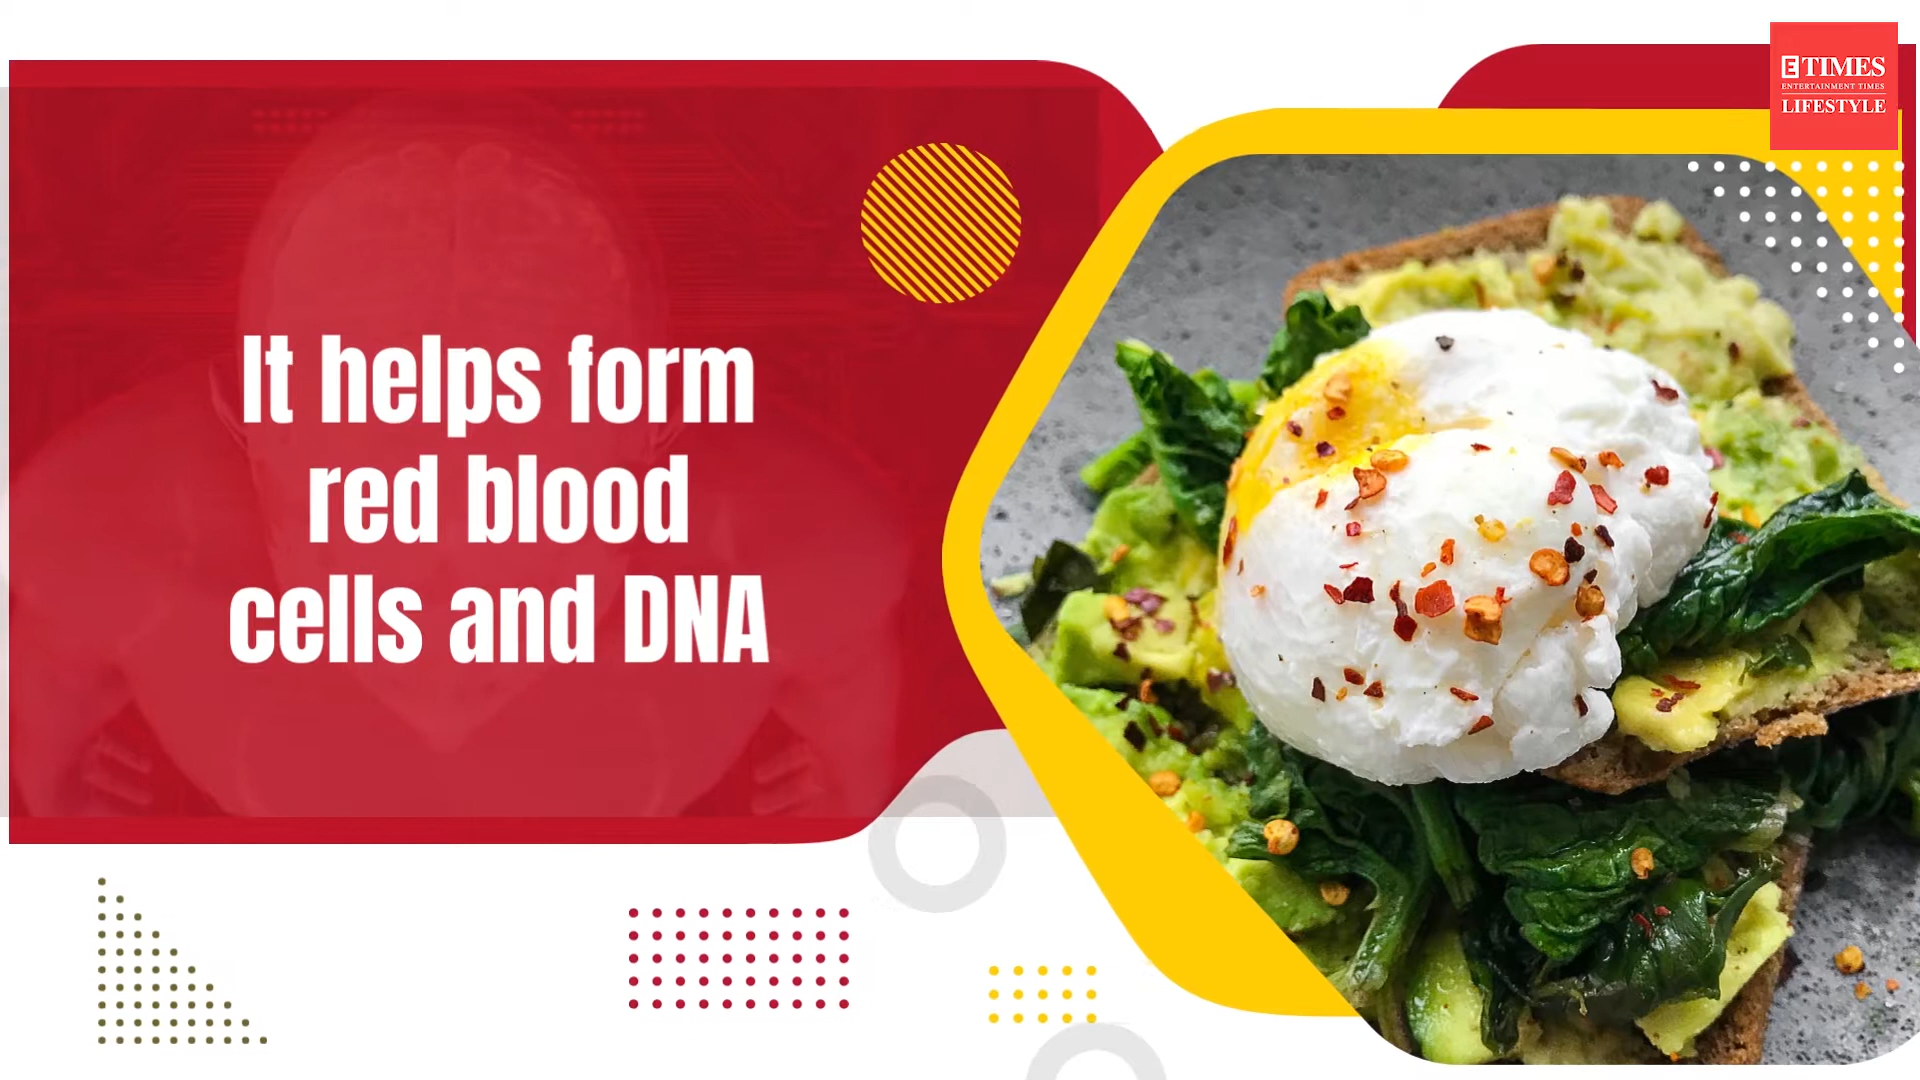 ETIMES
ENTERTAINMENT TIMES
LIFESTYLE
It helps form
red blood
cells and DNA